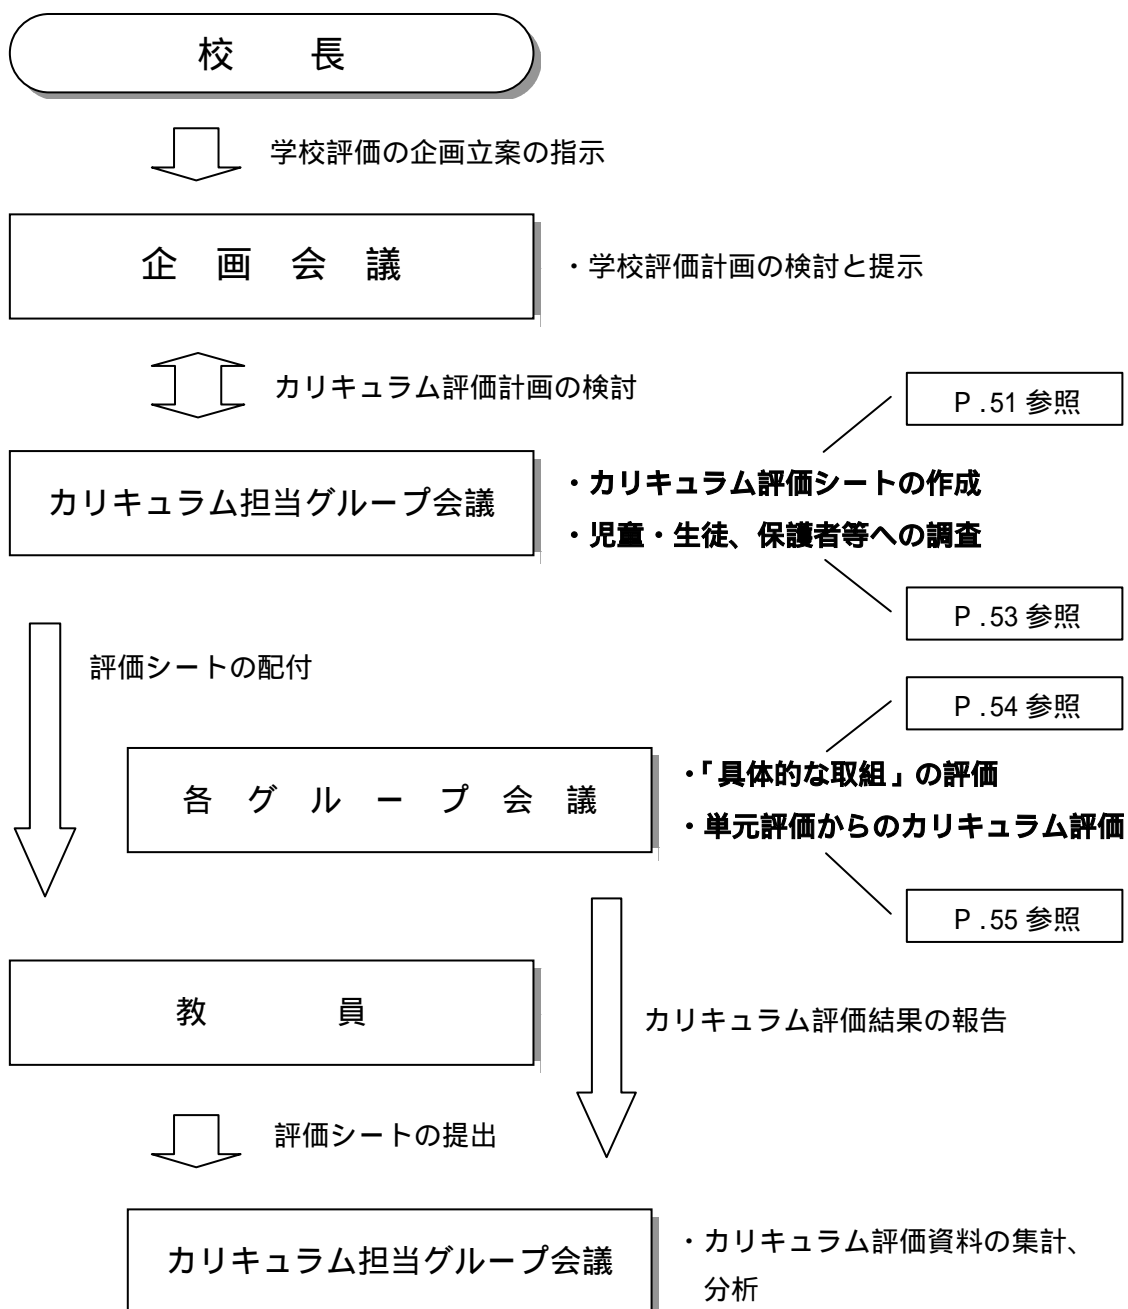 校　長
学校評価の企画立案の指示
企　画　会　議
・学校評価計画の検討と提示
カリキュラム評価計画の検討
P.51 参照
カリキュラム担当グループ会議
・カリキュラム評価シートの作成
・児童・生徒、保護者等への調査
P.53 参照
評価シートの配付
P.54 参照
各　グ　ル　ー　プ　会　議
・「具体的な取組」の評価
・単元評価からのカリキュラム評価
P.55 参照
教　員
カリキュラム評価結果の報告
評価シートの提出
カリキュラム担当グループ会議
・カリキュラム評価資料の集計、
分析